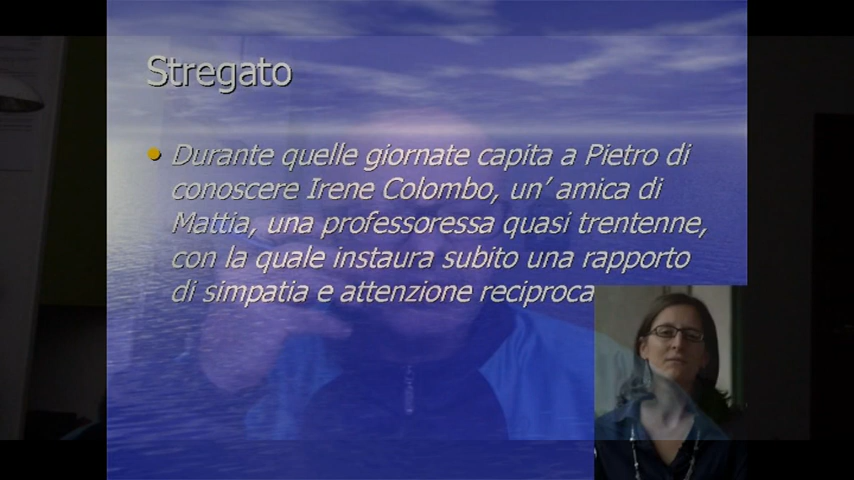 Stregato
• Durante quelle giornate capita a Pietro di
conoscere Irene Colombo, un' amica di
Mattia, una professoressa quasi trentenne,
con la quale instaura subito una rapporto
di simpatia e attenzione reciproca